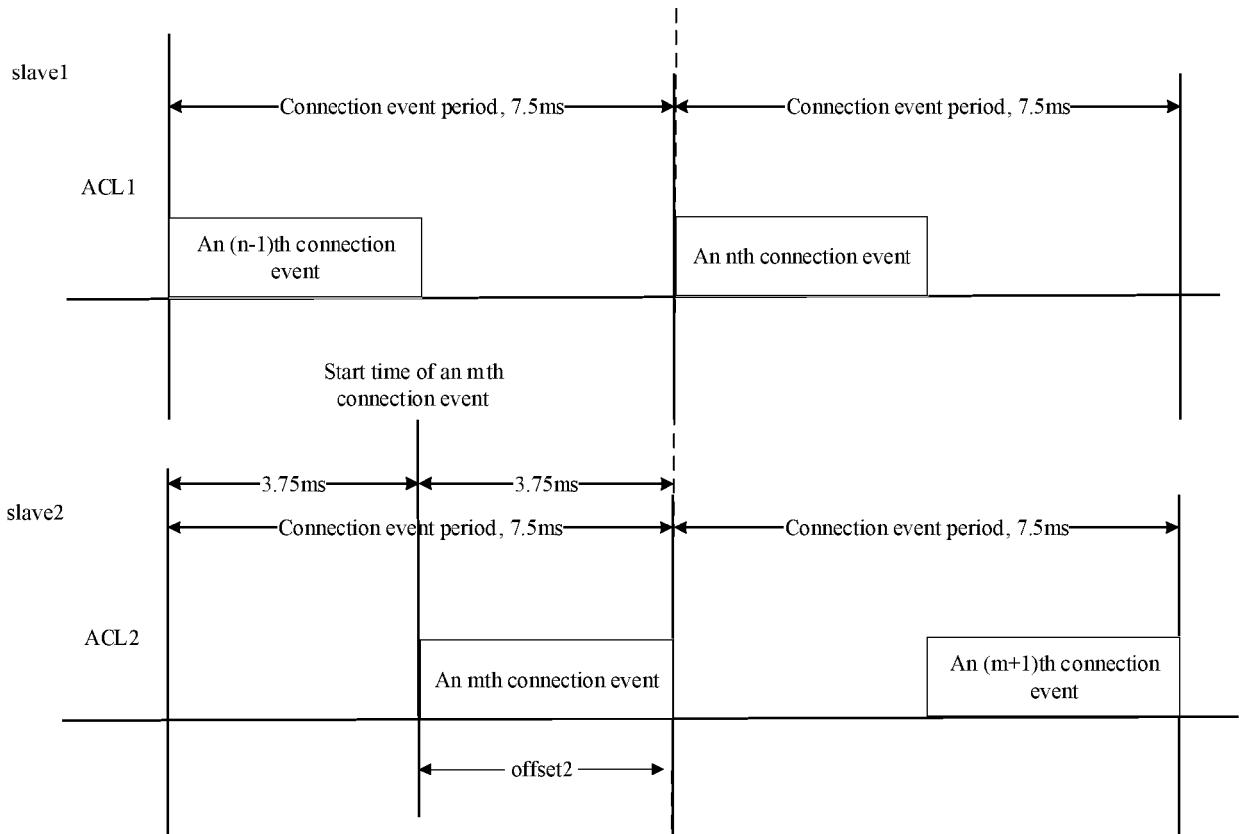 slave1
Connection event period, 7.5ms
Connection event period, 7.5ms
ACL1
An (n-1)th connection
event
An nth connection event
Start time of an mth
connection event
3.75ms
3.75ms
slave2
Connection event period, 7.5ms
Connection event period, 7.5ms
ACL2
An mth connection event
An (m+1)th connection
event
offset2